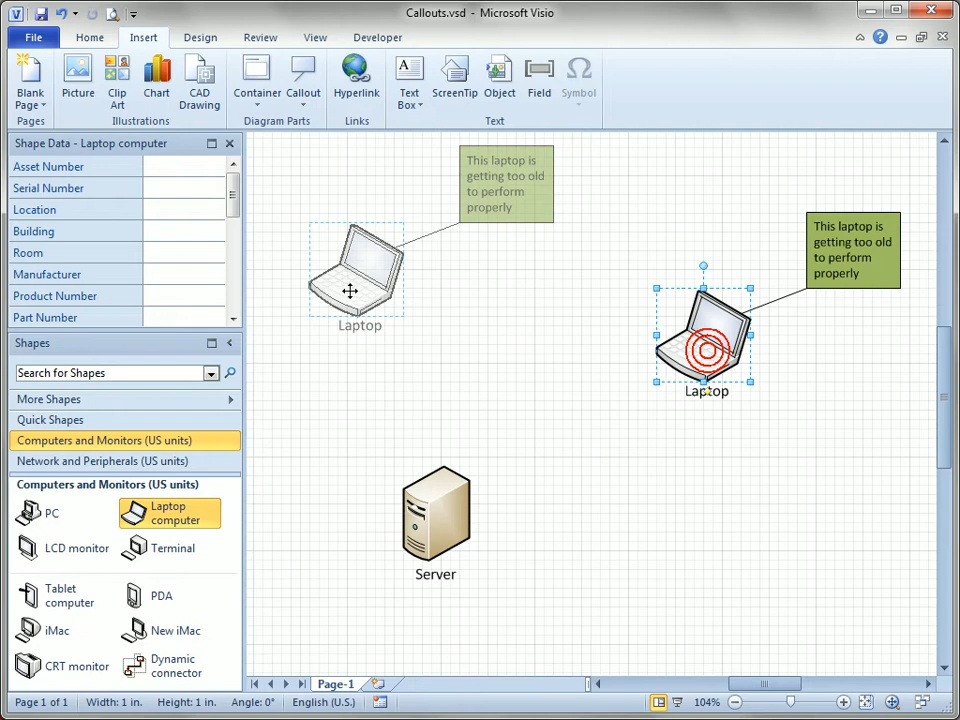 Callouts.vsd - Microsoft Visio
File Home Insert Design Review View Developer
Blank Page
Picture
Clip Art
Chart
CAD Drawing
Container
Callout
Hyperlink
Text Box
ScreenTip
Object
Field
Symbol
Pages Illustrations Diagram Parts Links Text
Shape Data - Laptop computer
Asset Number
Serial Number
Location
Building
Room
Manufacturer
Product Number
Part Number
Shapes
Search for Shapes
More Shapes
Quick Shapes
Computers and Monitors (US units)
Network and Peripherals (US units)
Computers and Monitors (US units)
PC
Laptop computer
LCD monitor
Terminal
Tablet computer
PDA
iMac
New iMac
CRT monitor
Dynamic connector
This laptop is
getting too old
to perform
properly
Laptop
This laptop is
getting too old
to perform
properly
Laptop
Server
Page-1
Page 1 of 1 Width: 1 in. Height: 1 in. Angle: 0° English (U.S.) 104%